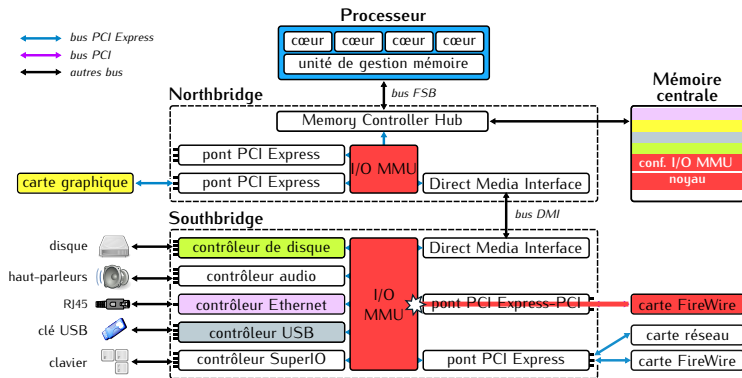 Processeur
bus PCI Express
bus PCI
autres bus
cœur cœur cœur cœur
unité de gestion mémoire
bus FSB
Northbridge
Memory Controller Hub
Mémoire
centrale
pont PCI Express
I/O MMU
conf. I/O MMU
carte graphique
pont PCI Express
Direct Media Interface
noyau
bus DMI
Southbridge
disque
contrôleur de disque
Direct Media Interface
haut-parleurs
contrôleur audio
I/O
MMU
RJ45
contrôleur Ethernet
pont PCI Express-PCI
carte FireWire
clé USB
contrôleur USB
carte réseau
clavier
contrôleur SuperIO
pont PCI Express
carte FireWire